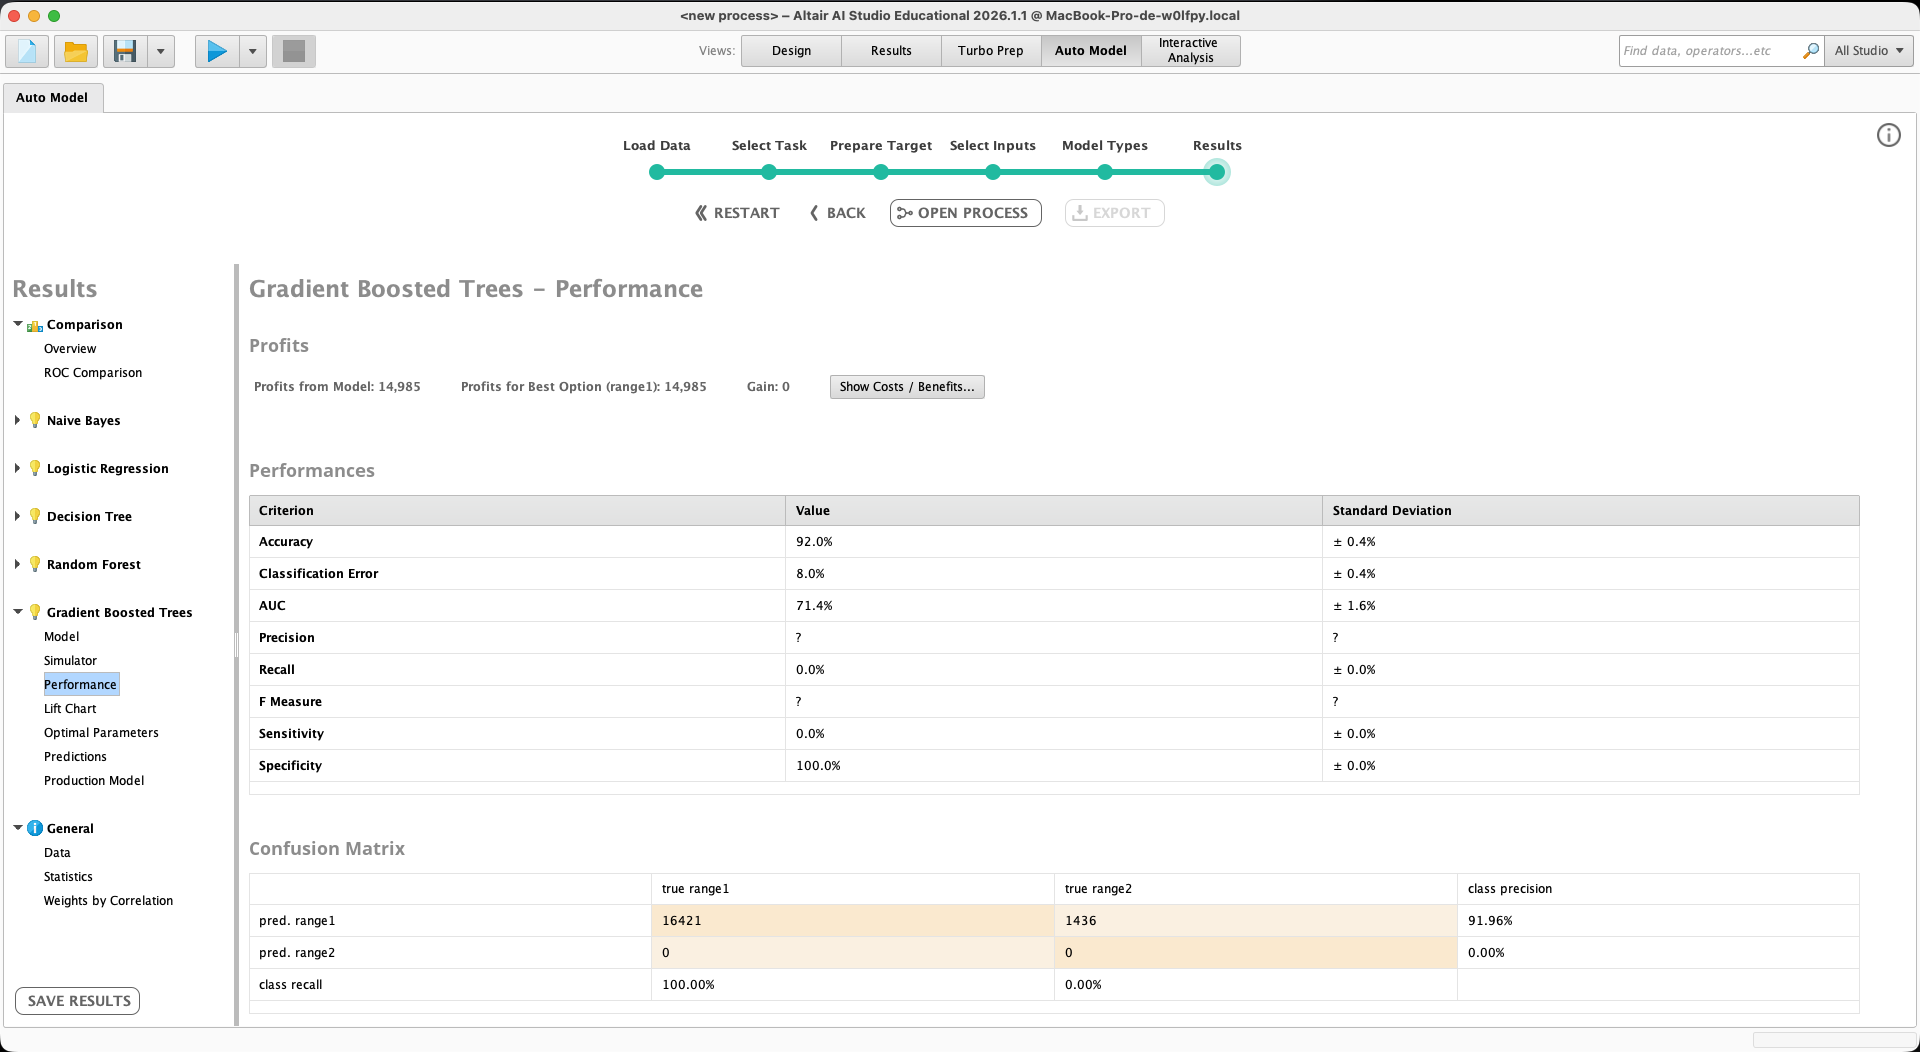 <new process> – Altair AI Studio Educational 2026.1.1 @ MacBook-Pro-de-w0lfpy.local
Views:
Design
Results
Turbo Prep
Auto Model
Interactive
Analysis
Find data, operators...etc
All Studio
Auto Model
Load Data
Select Task
Prepare Target
Select Inputs
Model Types
Results
RESTART
BACK
OPEN PROCESS
EXPORT
Results
Comparison
Overview
ROC Comparison
Naive Bayes
Logistic Regression
Decision Tree
Random Forest
Gradient Boosted Trees
Model
Simulator
Performance
Lift Chart
Optimal Parameters
Predictions
Production Model
General
Data
Statistics
Weights by Correlation
SAVE RESULTS
Gradient Boosted Trees – Performance
Profits
Profits from Model: 14,985 Profits for Best Option (range1): 14,985 Gain: 0 Show Costs / Benefits...
Performances
Criterion Value Standard Deviation
Accuracy 92.0% ± 0.4%
Classification Error 8.0% ± 0.4%
AUC 71.4% ± 1.6%
Precision ? ?
Recall 0.0% ± 0.0%
F Measure ? ?
Sensitivity 0.0% ± 0.0%
Specificity 100.0% ± 0.0%
Confusion Matrix
true range1 true range2 class precision
pred. range1 16421 1436 91.96%
pred. range2 0 0 0.00%
class recall 100.00% 0.00%